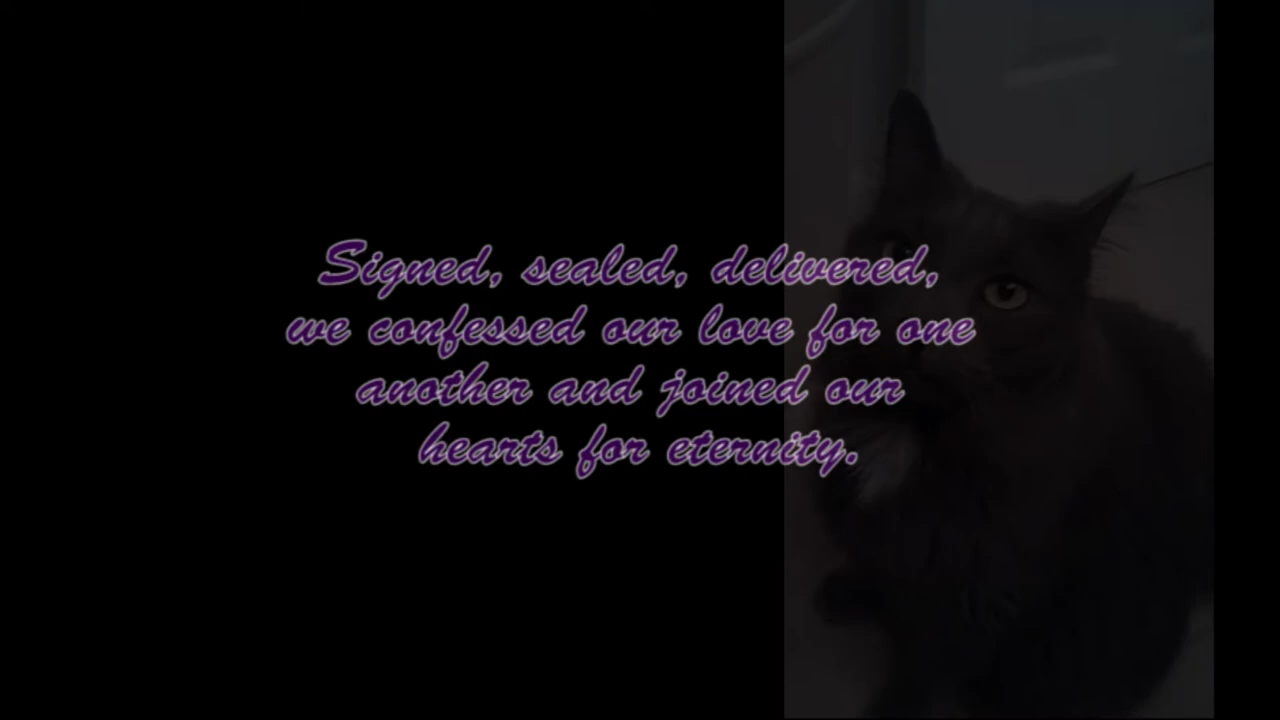 Signed, sealed, delivered,
we confessed our love for one
another and joined our
hearts for eternity.